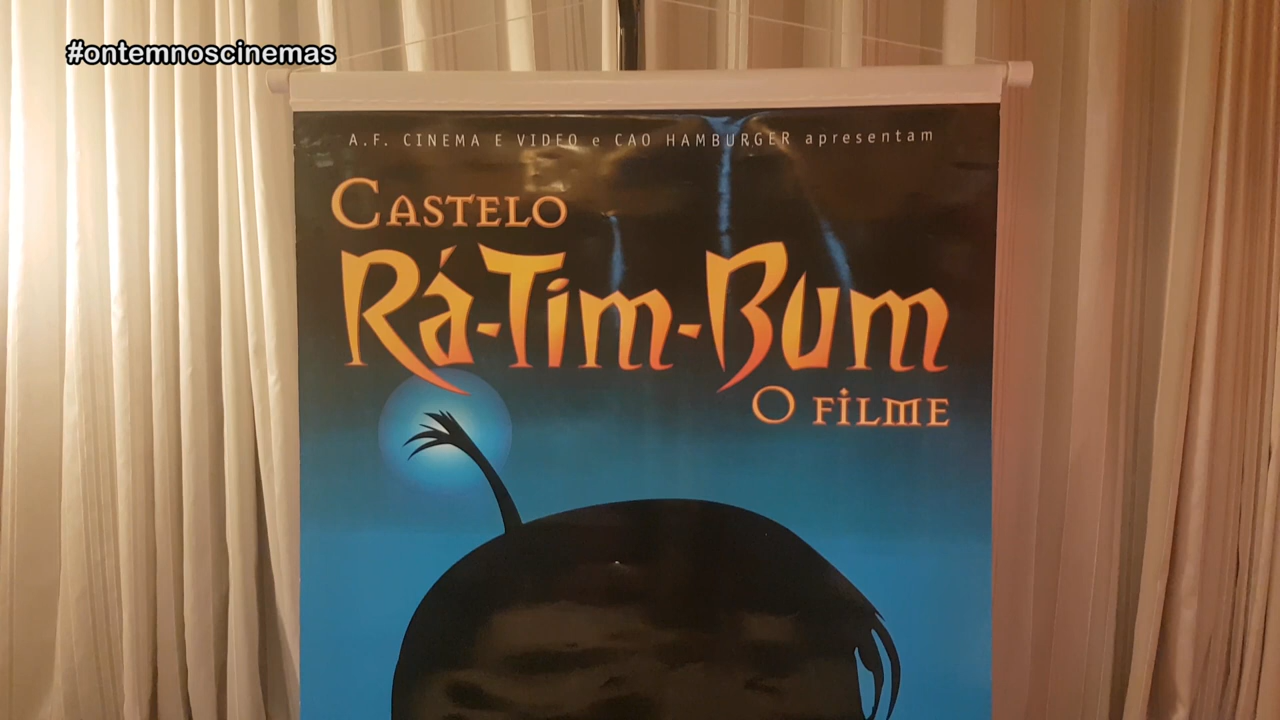 #ontemnoscinemas
A.F. CINEMA E VIDEO e CAO HAMBURGER apresentam
CASTELO
RÁ-TIM-BUM
O FILME